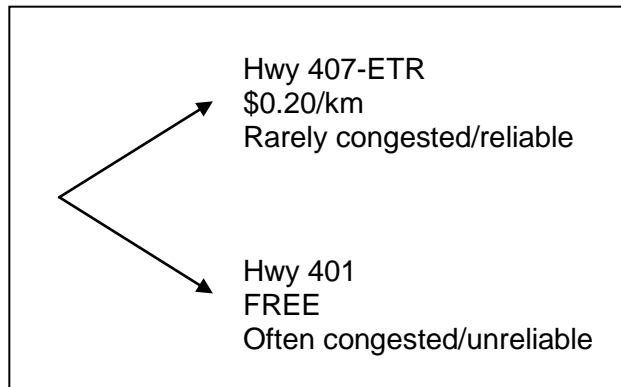 Hwy 407-ETR
$0.20/km
Rarely congested/reliable
Hwy 401
FREE
Often congested/unreliable